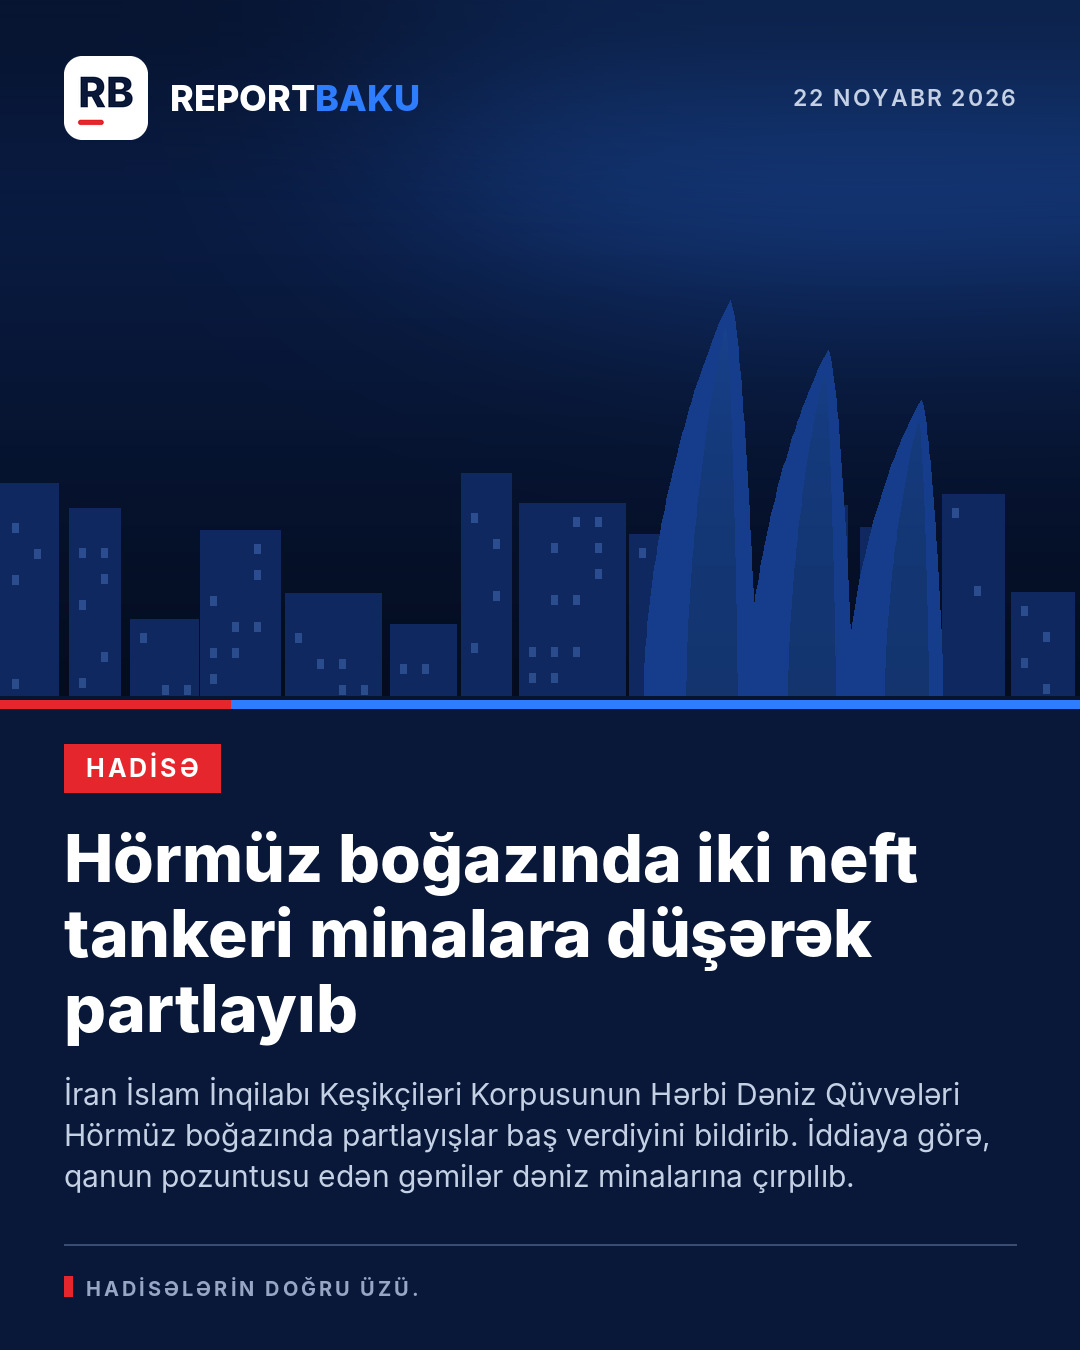 RB
REPORTBAKU
22 NOYABR 2026
HADİSƏ
Hörmüz boğazında iki neft
tankeri minalara düşərək
partlayıb
İran İslam İnqilabı Keşikçiləri Korpusunun Hərbi Dəniz Qüvvələri
Hörmüz boğazında partlayışlar baş verdiyini bildirib. İddiaya görə,
qanun pozuntusu edən gəmilər dəniz minalarına çırpılıb.
HADİSƏLƏRİN DOĞRU ÜZÜ.